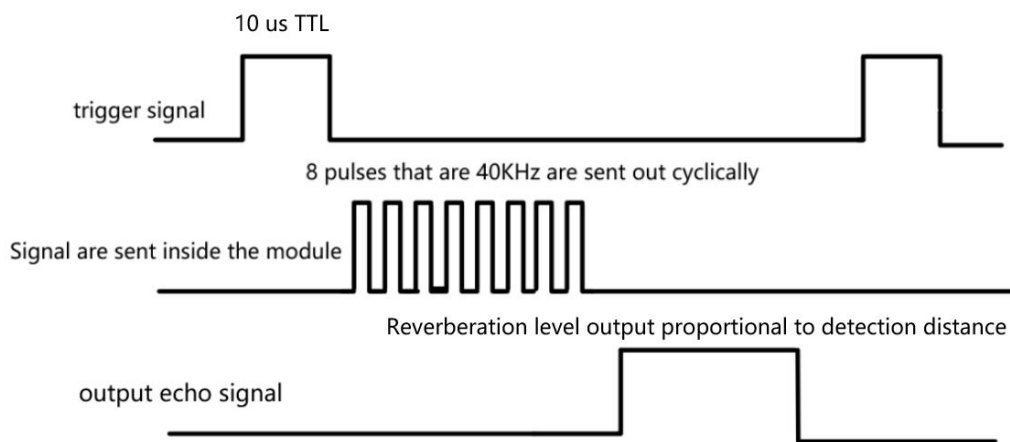 10 us TTL
trigger signal
8 pulses that are 40KHz are sent out cyclically
Signal are sent inside the module
Reverberation level output proportional to detection distance
output echo signal